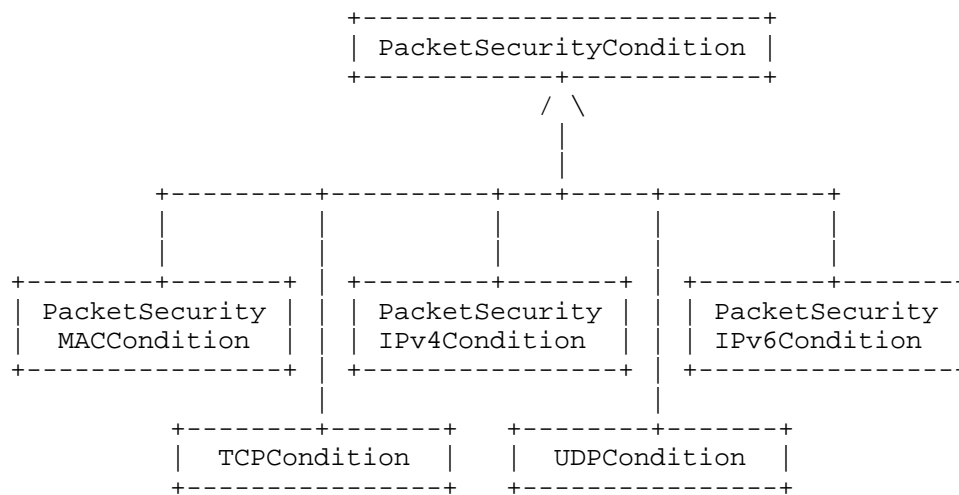 PacketSecurityCondition
PacketSecurity PacketSecurity PacketSecurity
MACCondition IPv4Condition IPv6Condition
TCPCondition UDPCondition